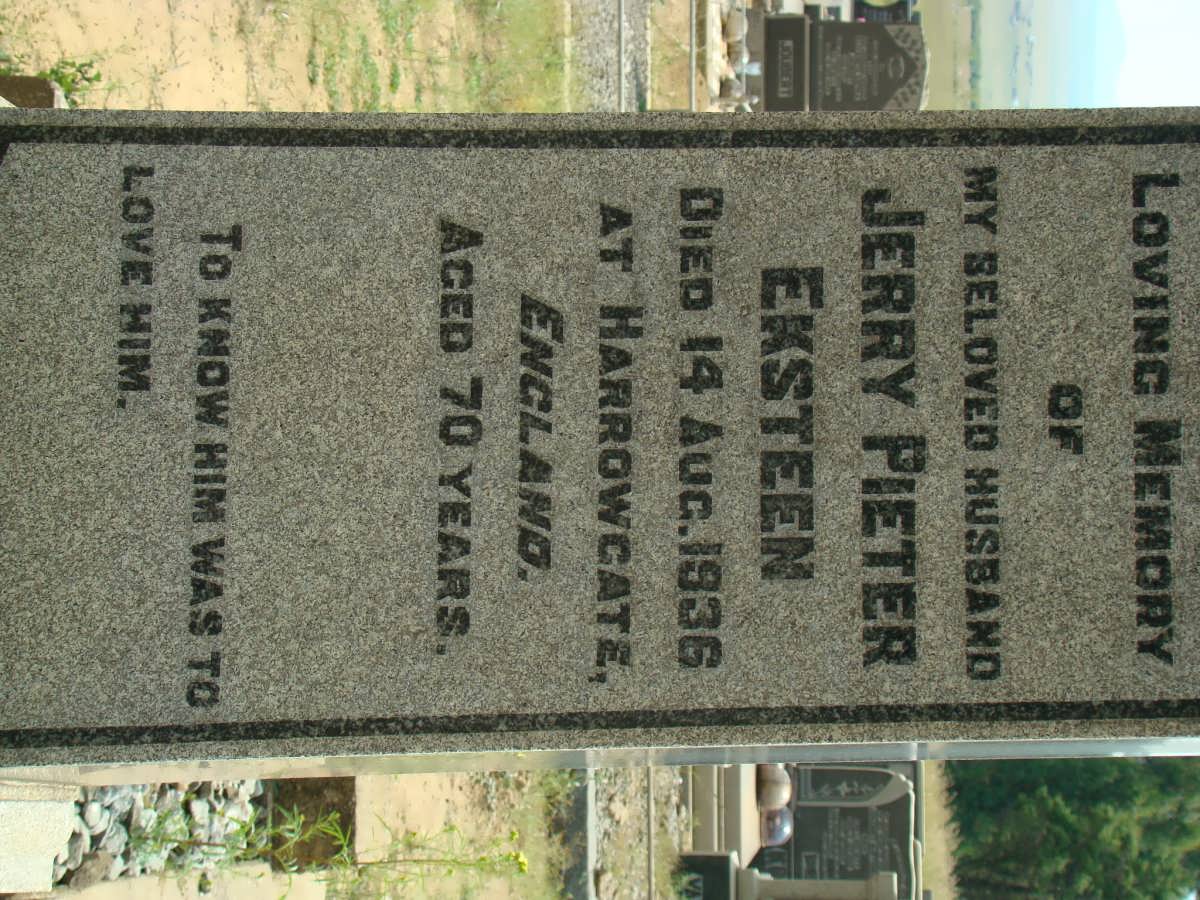 LOVING MEMORY
OF
MY BELOVED HUSBAND
JERRY PIETER
EKSTEEN
DIED 14 AUG. 1936
AT HARROWGATE,
ENGLAND.
AGED 70 YEARS.
TO KNOW HIM WAS TO
LOVE HIM.